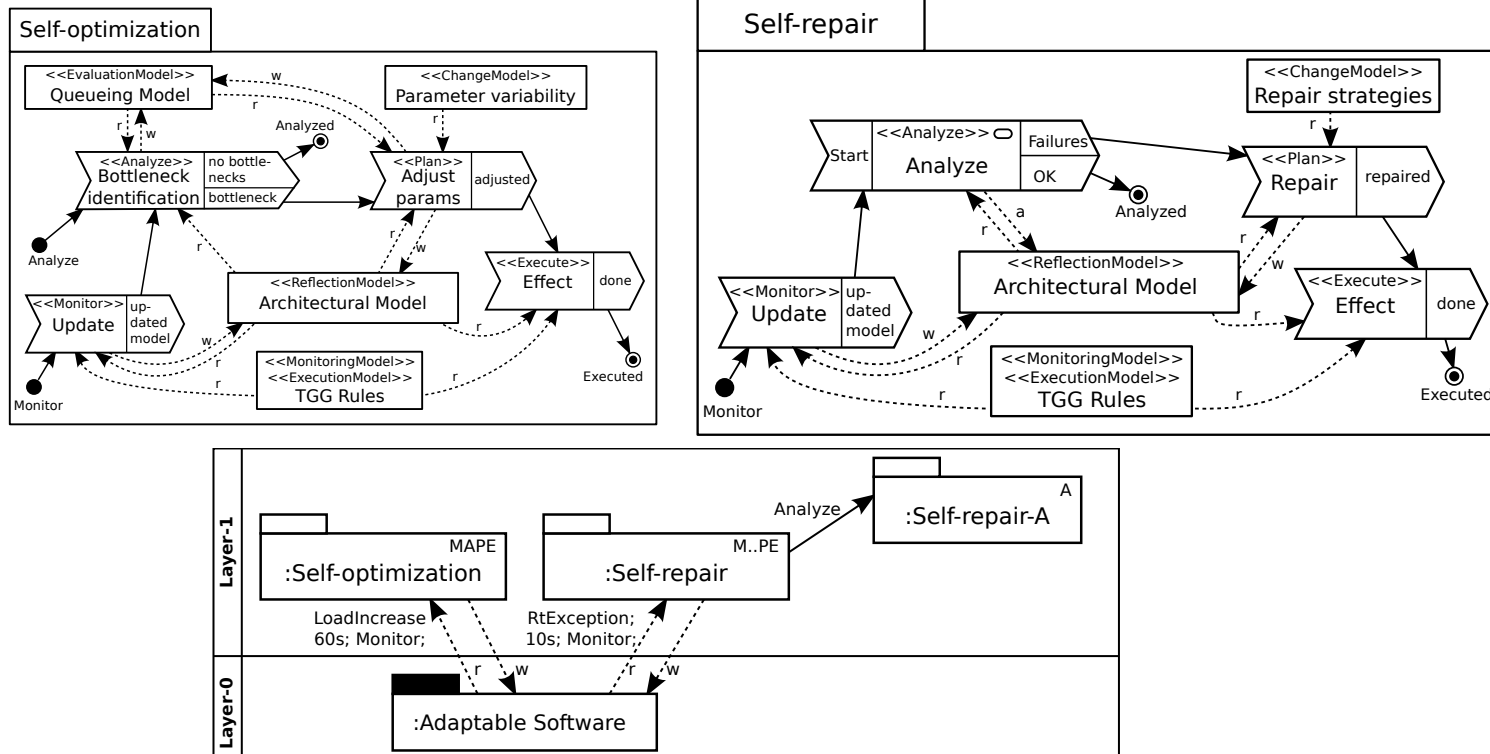 Self-optimization
<<EvaluationModel>>
Queueing Model
<<ChangeModel>>
Parameter variability
w
r
r
w
r
Analyzed
<<Analyze>>
Bottleneck
identification
no bottle-
necks
bottleneck
<<Plan>>
Adjust
params
adjusted
Analyze
r
r
w
<<ReflectionModel>>
Architectural Model
<<Execute>>
Effect
done
<<Monitor>>
Update
up-
dated
model
w
r
r
r
r
<<MonitoringModel>>
<<ExecutionModel>>
TGG Rules
Monitor
Executed
Self-repair
<<ChangeModel>>
Repair strategies
r
Start
<<Analyze>>
Analyze
Failures
OK
Analyzed
<<Plan>>
Repair
repaired
r
a
r
w
<<ReflectionModel>>
Architectural Model
<<Execute>>
Effect
done
<<Monitor>>
Update
up-
dated
model
w
r
r
r
r
<<MonitoringModel>>
<<ExecutionModel>>
TGG Rules
Monitor
Executed
Layer-1
MAPE
:Self-optimization
M..PE
:Self-repair
Analyze
A
:Self-repair-A
LoadIncrease
60s; Monitor;
RtException;
10s; Monitor;
r
w
r
w
Layer-0
:Adaptable Software